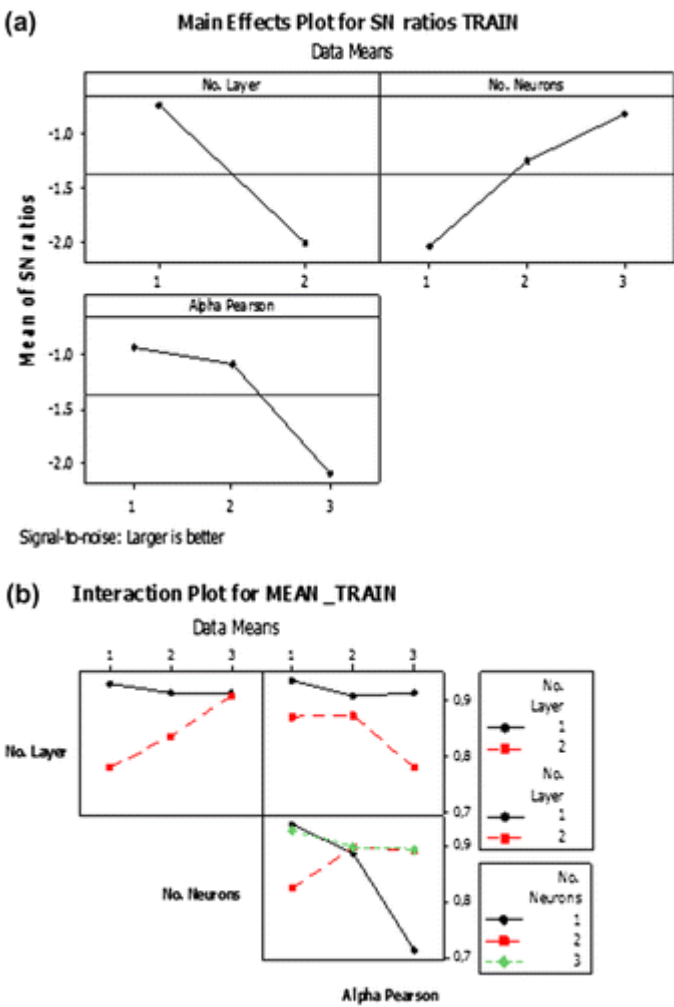 (a) Main Effects Plot for SN ratios TRAIN
Data Means
No. Layer No. Neurons
-1.0
-1.5
-2.0
1 2 1 2 3
Mean of SN ratios
Alpha Pearson
-1.0
-1.5
-2.0
1 2 3
Signal-to-noise: Larger is better
(b) Interaction Plot for MEAN_TRAIN
Data Means
1 2 3 1 2 3
No. Layer
0,9
0,8
0,7
No. Neurons
0,9
0,8
0,7
Alpha Pearson
No.
Layer
1
2
No.
Layer
1
2
No.
Neurons
1
2
3